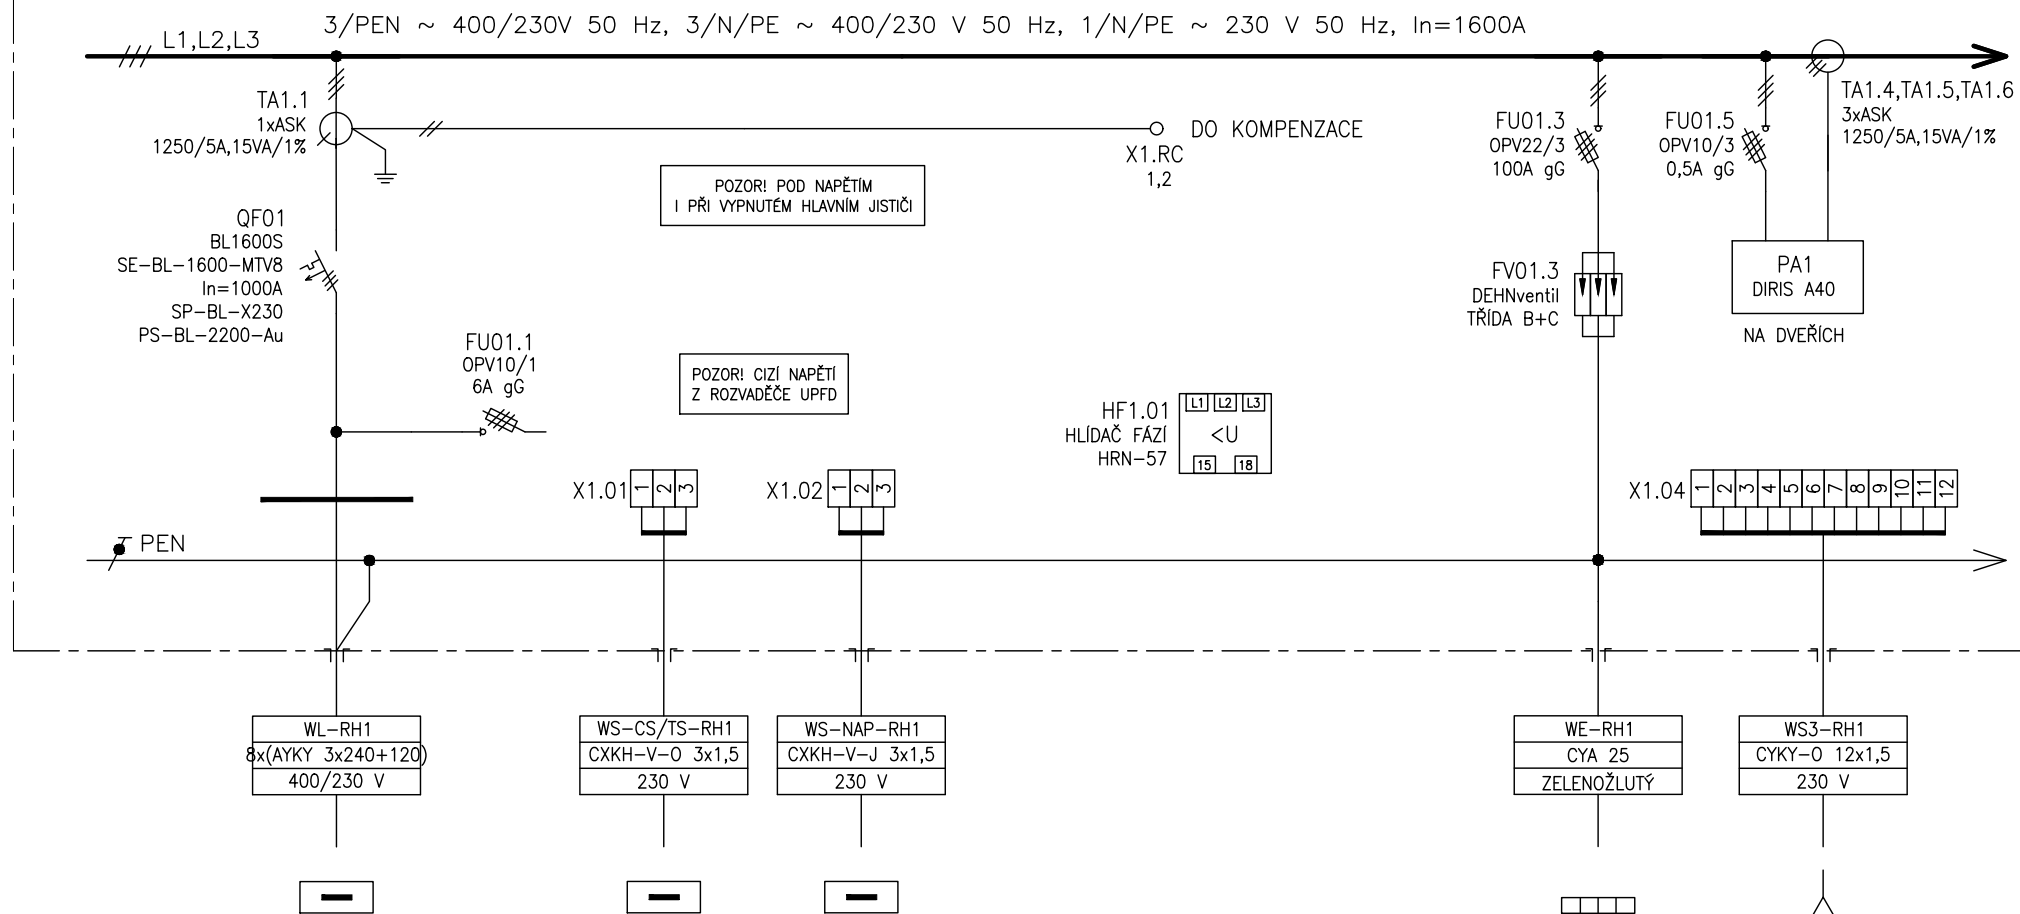 3/PEN ~ 400/230V 50 Hz, 3/N/PE ~ 400/230 V 50 Hz, 1/N/PE ~ 230 V 50 Hz, In=1600A
L1,L2,L3
TA1.1
1xASK
1250/5A,15VA/1%
DO KOMPENZACE
X1.RC
1,2
POZOR! POD NAPĚTÍM
I PŘI VYPNUTÉM HLAVNÍM JISTIČI
FU01.3
OPV22/3
100A gG
FU01.5
OPV10/3
0,5A gG
TA1.4,TA1.5,TA1.6
3xASK
1250/5A,15VA/1%
QF01
BL1600S
SE-BL-1600-MTV8
In=1000A
SP-BL-X230
PS-BL-2200-Au
FV01.3
DEHNventil
TŘÍDA B+C
PA1
DIRIS A40
NA DVEŘÍCH
FU01.1
OPV10/1
6A gG
POZOR! CIZÍ NAPĚTÍ
Z ROZVADĚČE UPFD
HF1.01
HLÍDAČ FÁZÍ
HRN-57
L1 L2 L3
<U
15 18
X1.01 1 2 3
X1.02 1 2 3
X1.04 1 2 3 4 5 6 7 8 9 10 11 12
PEN
WL-RH1
8x(AYKY 3x240+120)
400/230 V
WS-CS/TS-RH1
CXKH-V-O 3x1,5
230 V
WS-NAP-RH1
CXKH-V-J 3x1,5
230 V
WE-RH1
CYA 25
ZELENOŽLUTÝ
WS3-RH1
CYKY-O 12x1,5
230 V